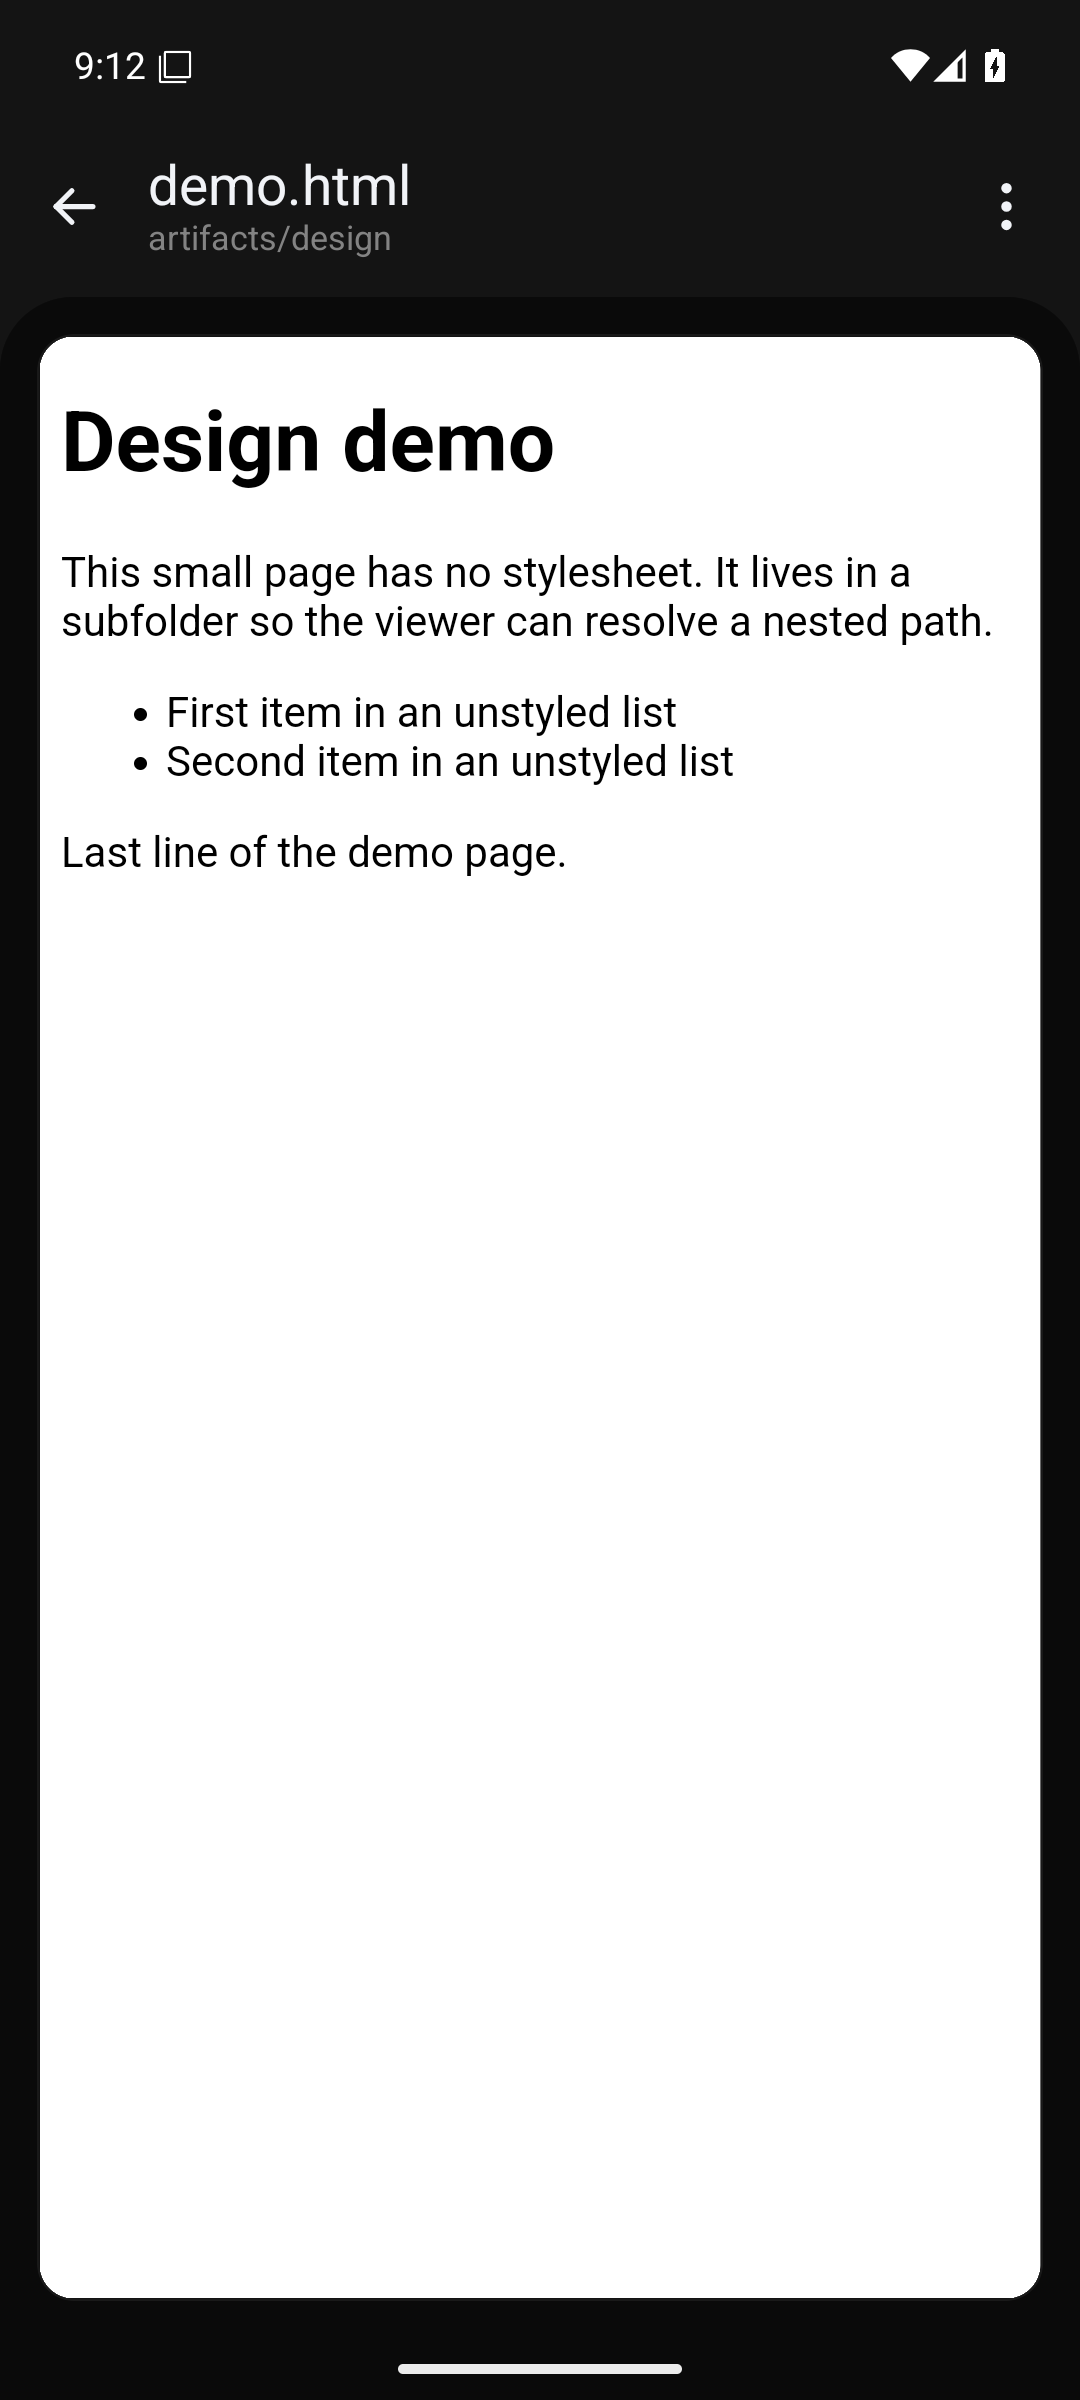 9:12
demo.html
artifacts/design
Design demo
This small page has no stylesheet. It lives in a
subfolder so the viewer can resolve a nested path.
• First item in an unstyled list
• Second item in an unstyled list
Last line of the demo page.